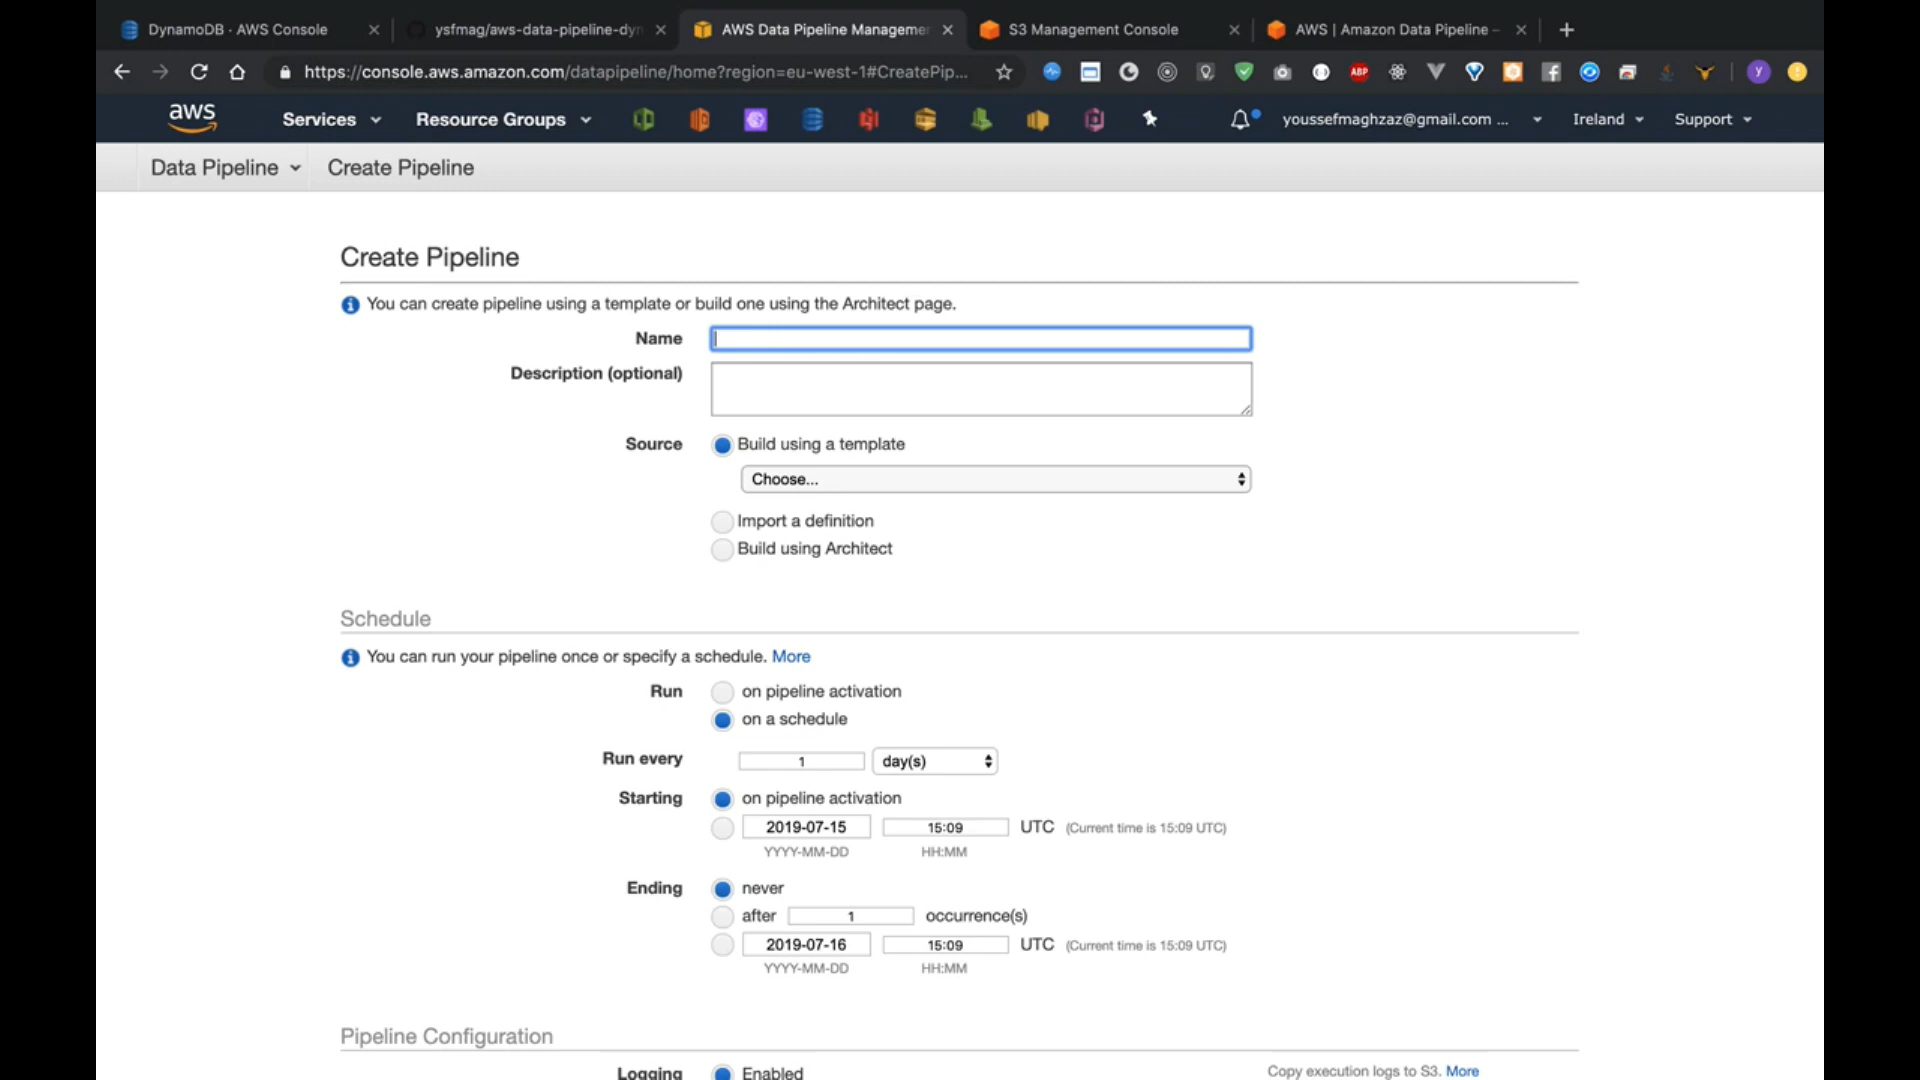 DynamoDB · AWS Console
ysfmag/aws-data-pipeline-dyn
AWS Data Pipeline Managemer
S3 Management Console
AWS | Amazon Data Pipeline –
https://console.aws.amazon.com/datapipeline/home?region=eu-west-1#CreatePip...
ABP
y
aws
Services
Resource Groups
youssefmaghzaz@gmail.com ...
Ireland
Support
Data Pipeline
Create Pipeline
Create Pipeline
You can create pipeline using a template or build one using the Architect page.
Name
Description (optional)
Source
Build using a template
Choose...
Import a definition
Build using Architect
Schedule
You can run your pipeline once or specify a schedule. More
Run
on pipeline activation
on a schedule
Run every
1
day(s)
Starting
on pipeline activation
2019-07-15
15:09
UTC
(Current time is 15:09 UTC)
YYYY-MM-DD
HH:MM
Ending
never
after
1
occurrence(s)
2019-07-16
15:09
UTC
(Current time is 15:09 UTC)
YYYY-MM-DD
HH:MM
Pipeline Configuration
Logging
Enabled
Copy execution logs to S3. More